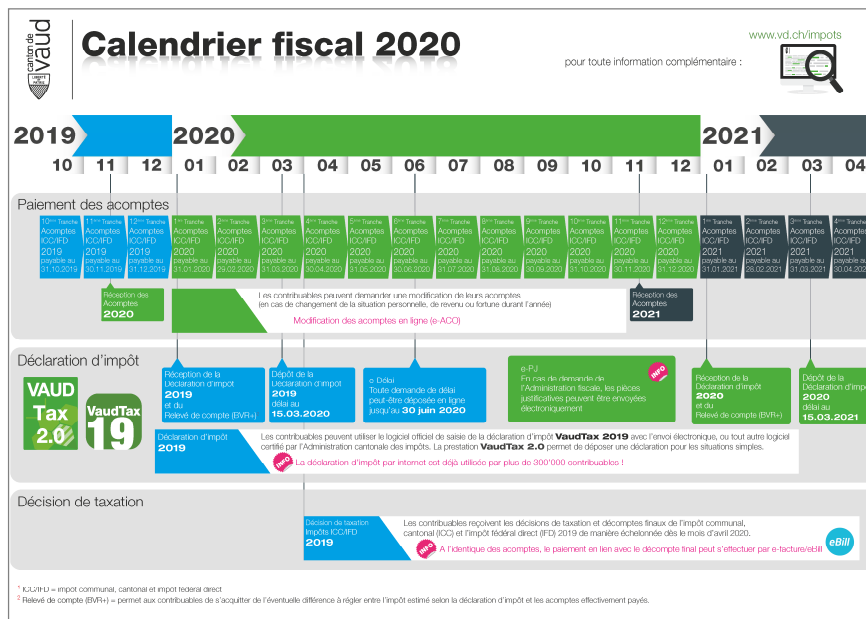 canton de
vaud
LIBERTÉ
ET
PATRIE
Calendrier fiscal 2020
www.vd.ch/impots
pour toute information complémentaire :
2019 2020 2021
10 11 12 01 02 03 04 05 06 07 08 09 10 11 12 01 02 03 04
Paiement des acomptes
10ème Tranche
Acomptes
ICC/IFD
2019
payable au
31.10.2019
11ème Tranche
Acomptes
ICC/IFD
2019
payable au
30.11.2019
12ème Tranche
Acomptes
ICC/IFD
2019
payable au
31.12.2019
1ère Tranche
Acomptes
ICC/IFD
2020
payable au
31.01.2020
2ème Tranche
Acomptes
ICC/IFD
2020
payable au
29.02.2020
3ème Tranche
Acomptes
ICC/IFD
2020
payable au
31.03.2020
4ème Tranche
Acomptes
ICC/IFD
2020
payable au
30.04.2020
5ème Tranche
Acomptes
ICC/IFD
2020
payable au
31.05.2020
6ème Tranche
Acomptes
ICC/IFD
2020
payable au
30.06.2020
7ème Tranche
Acomptes
ICC/IFD
2020
payable au
31.07.2020
8ème Tranche
Acomptes
ICC/IFD
2020
payable au
31.08.2020
9ème Tranche
Acomptes
ICC/IFD
2020
payable au
30.09.2020
10ème Tranche
Acomptes
ICC/IFD
2020
payable au
31.10.2020
11ème Tranche
Acomptes
ICC/IFD
2020
payable au
30.11.2020
12ème Tranche
Acomptes
ICC/IFD
2020
payable au
31.12.2020
1ère Tranche
Acomptes
ICC/IFD
2021
payable au
31.01.2021
2ème Tranche
Acomptes
ICC/IFD
2021
payable au
28.02.2021
3ème Tranche
Acomptes
ICC/IFD
2021
payable au
31.03.2021
4ème Tranche
Acomptes
ICC/IFD
2021
payable au
30.04.2021
Réception des
Acomptes
2020
Les contribuables peuvent demander une modification de leurs acomptes
(en cas de changement de la situation personnelle, de revenu ou fortune durant l'année)
Modification des acomptes en ligne (e-ACO)
Réception des
Acomptes
2021
Déclaration d'impôt
VAUD
Tax
2.0
VaudTax
19
Réception de la
Déclaration d'impôt
2019
et du
Relevé de compte (BVR+)
Dépôt de la
Déclaration d'impôt
2019
délai au
15.03.2020
o Délai
Toute demande de délai
peut-être déposée en ligne
jusqu'au 30 juin 2020
e-PJ
En cas de demande de
l'Administration fiscale, les pièces
justificatives peuvent être envoyées
électroniquement
INFO
Réception de la
Déclaration d'impôt
2020
et du
Relevé de compte (BVR+)
Dépôt de la
Déclaration d'impô
2020
délai au
15.03.2021
Déclaration d'impôt
2019
Les contribuables peuvent utiliser le logiciel officiel de saisie de la déclaration d'impôt VaudTax 2019 avec l'envoi électronique, ou tout autre logiciel
certifié par l'Administration cantonale des impôts. La prestation VaudTax 2.0 permet de déposer une déclaration pour les situations simples.
INFO La déclaration d'impôt par internet est déjà utilisée par plus de 300'000 contribuables !
Décision de taxation
Décision de taxation
Impôts ICC/IFD
2019
Les contribuables reçoivent les décisions de taxation et décomptes finaux de l'impôt communal,
cantonal (ICC) et l'impôt fédéral direct (IFD) 2019 de manière échelonnée dès le mois d'avril 2020.
INFO A l'identique des acomptes, le paiement en lien avec le décompte final peut s'effectuer par e-facture/eBill
eBill
1 ICC/IFD = impôt communal, cantonal et impôt fédéral direct
2 Relevé de compte (BVR+) = permet aux contribuables de s'acquitter de l'éventuelle différence à régler entre l'impôt estimé selon la déclaration d'impôt et les acomptes effectivement payés.